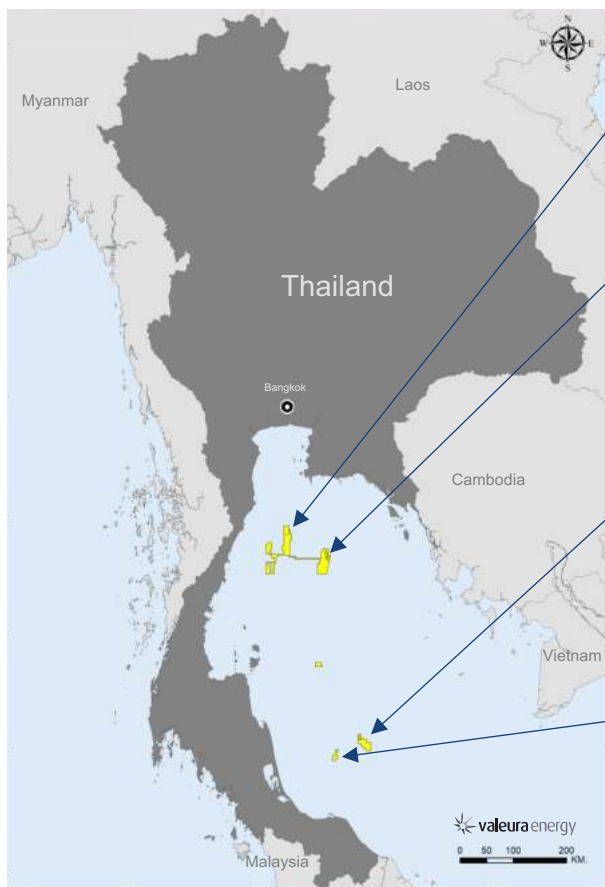 N
W E
S
Myanmar
Laos
Thailand
Bangkok
Cambodia
Vietnam
valeura energy
0 50 100 200
KM.
Malaysia